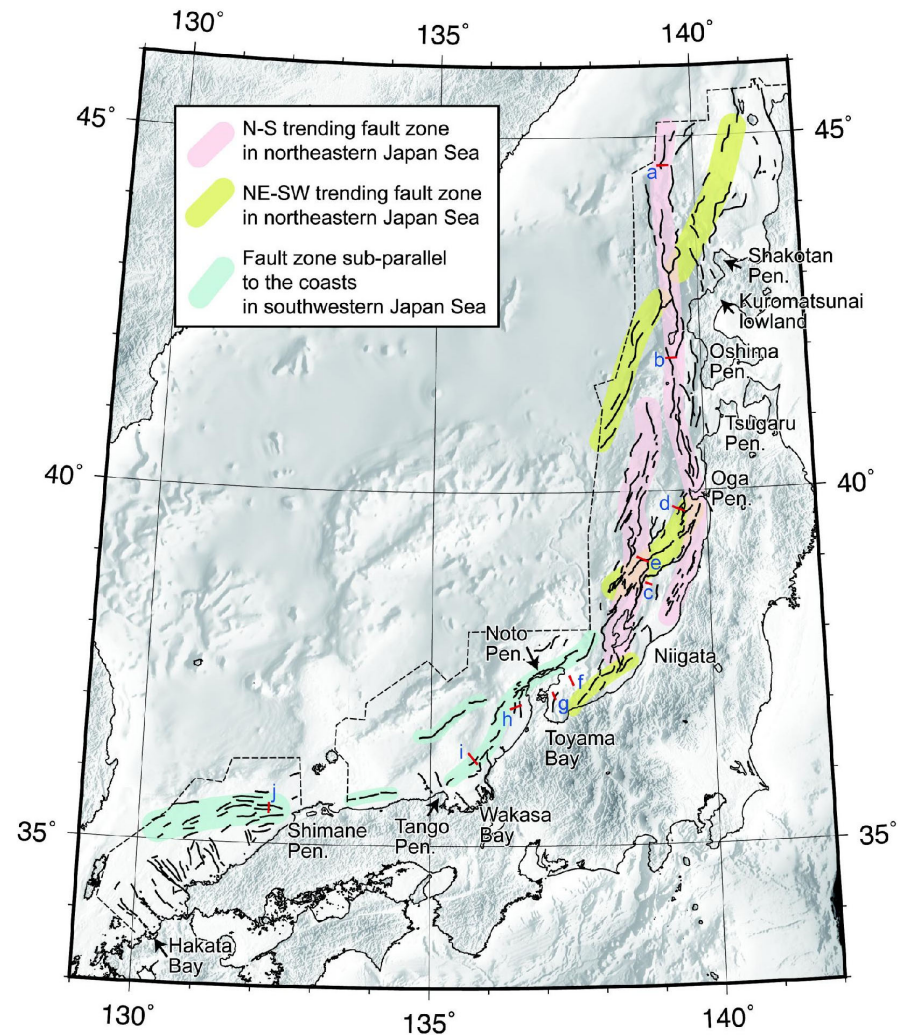 130°
135°
140°
45°
45°
N-S trending fault zone
in northeastern Japan Sea
NE-SW trending fault zone
in northeastern Japan Sea
Fault zone sub-parallel
to the coasts
in southwestern Japan Sea
a
Shakotan
Pen.
Kuromatsunai
lowland
b
Oshima
Pen.
Tsugaru
Pen.
40°
40°
Oga
Pen.
d
e
c
Noto
Pen.
Niigata
f
g
h
Toyama
Bay
i
j
Shimane
Pen.
Tango
Pen.
Wakasa
Bay
35°
35°
Hakata
Bay
130°
135°
140°